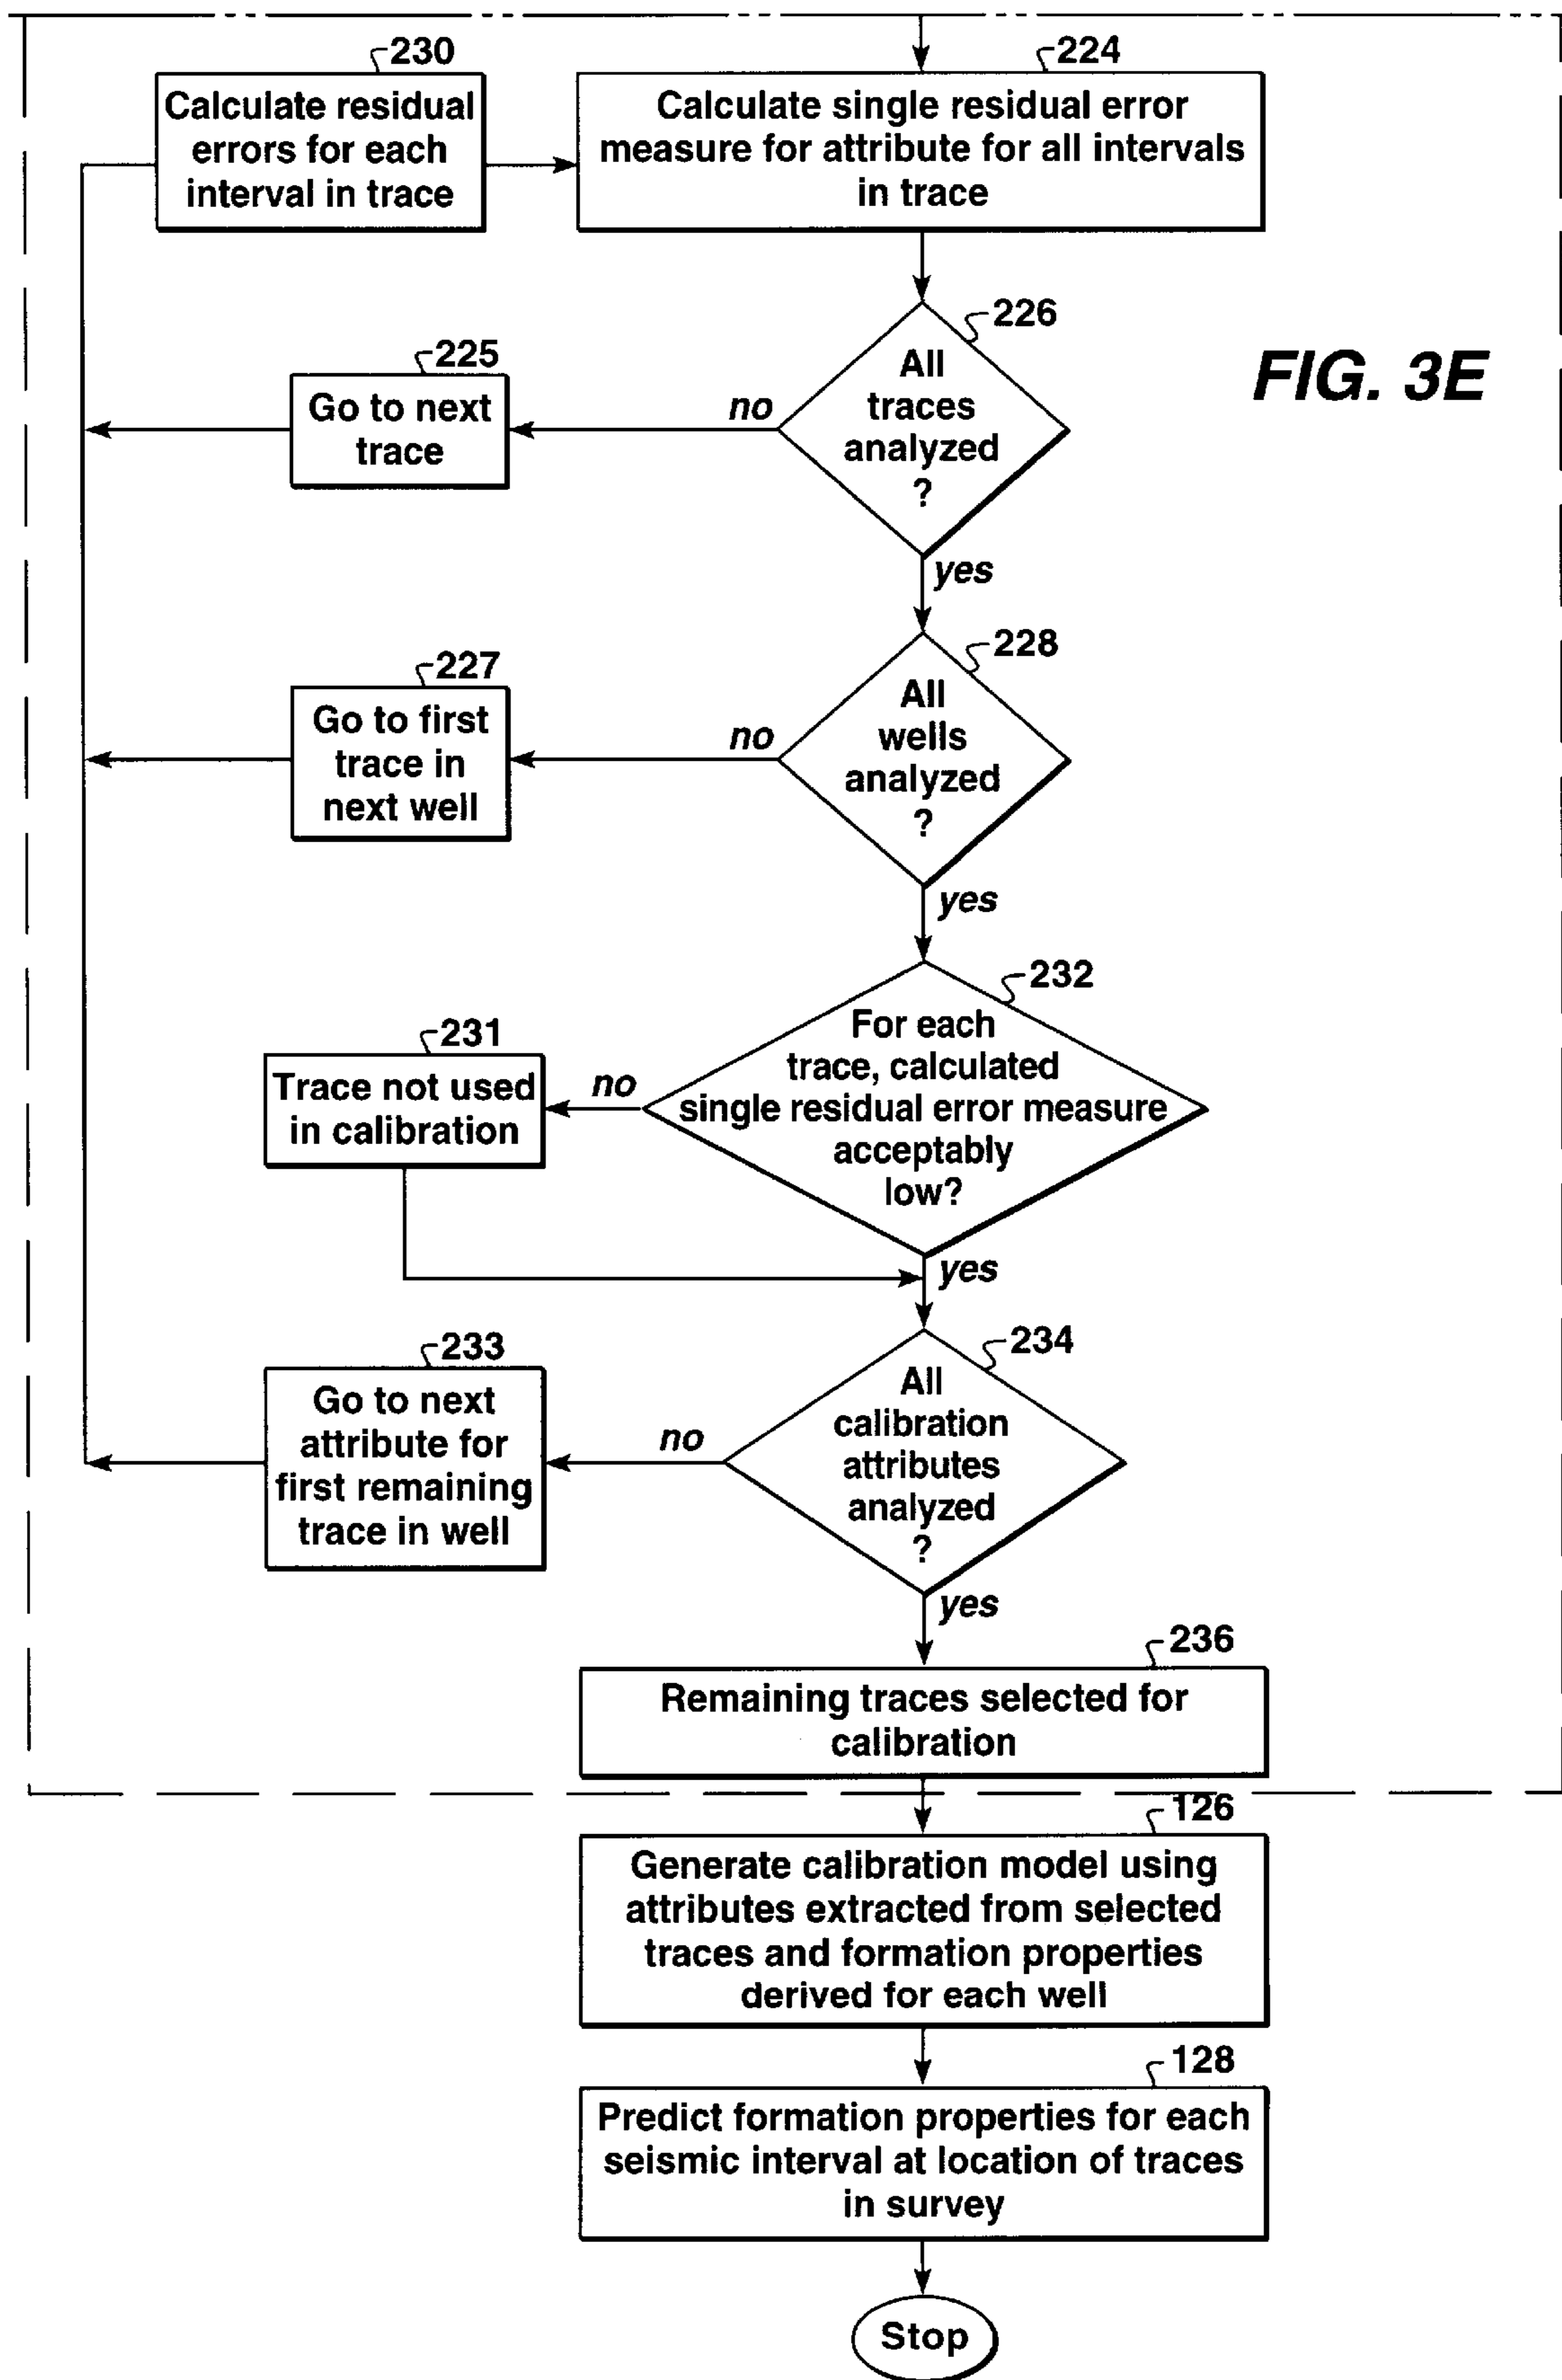 230
Calculate residual
errors for each
interval in trace
224
Calculate single residual error
measure for attribute for all intervals
in trace
226
All
traces
analyzed
?
FIG. 3E
225
Go to next
trace
no
yes
228
All
wells
analyzed
?
227
Go to first
trace in
next well
no
yes
232
For each
trace, calculated
single residual error measure
acceptably
low?
231
Trace not used
in calibration
no
yes
234
All
calibration
attributes
analyzed
?
233
Go to next
attribute for
first remaining
trace in well
no
yes
236
Remaining traces selected for
calibration
126
Generate calibration model using
attributes extracted from selected
traces and formation properties
derived for each well
128
Predict formation properties for each
seismic interval at location of traces
in survey
Stop